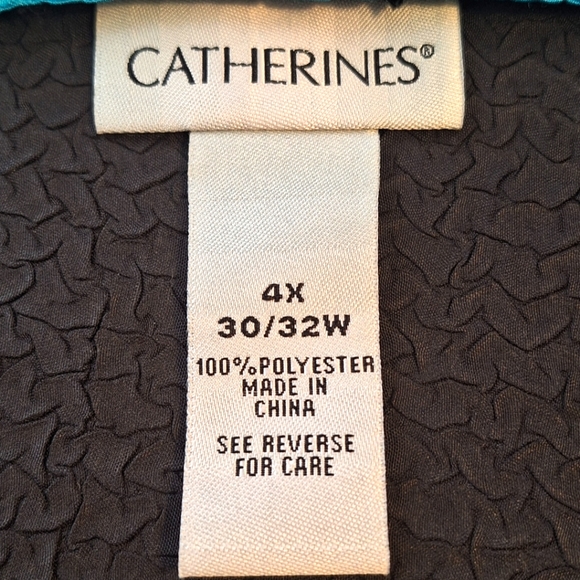 CATHERINES®
4X
30/32W
100%POLYESTER
MADE IN
CHINA
SEE REVERSE
FOR CARE